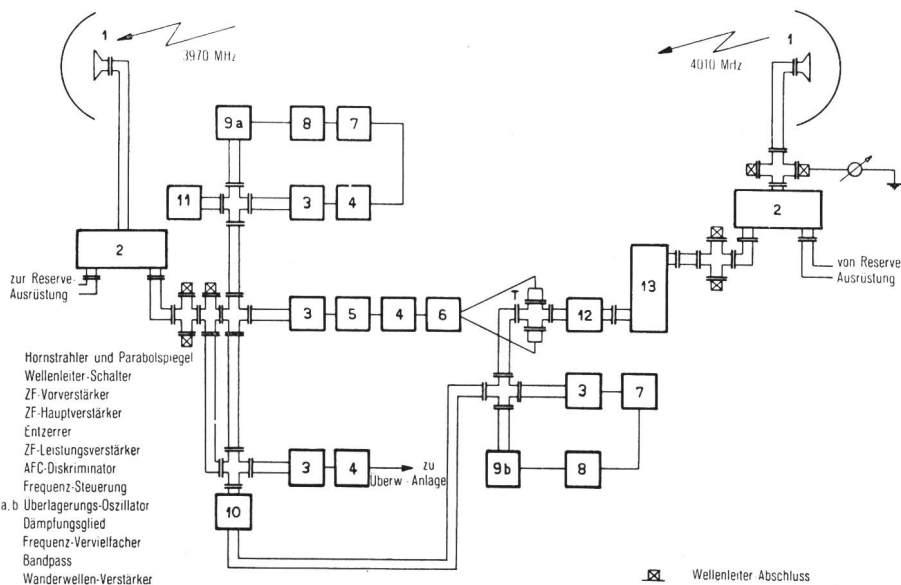 1
3970 MHz
4010 MHz
1
9a
8
7
11
3
4
2
2
zur Reserve-
Ausrüstung
von Reserve
Ausrüstung
13
T
3
5
4
6
12
3
7
3
4
zu
Überw.-Anlage
9b
8
10
Hornstrahler und Parabolspiegel
Wellenleiter-Schalter
ZF-Vorverstärker
ZF-Hauptverstärker
Entzerrer
ZF-Leistungsverstärker
AFC-Diskriminator
Frequenz-Steuerung
a. b Überlagerungs-Oszillator
Dämpfungsglied
Frequenz-Vervielfacher
Bandpass
Wanderwellen-Verstärker
Wellenleiter Abschluss